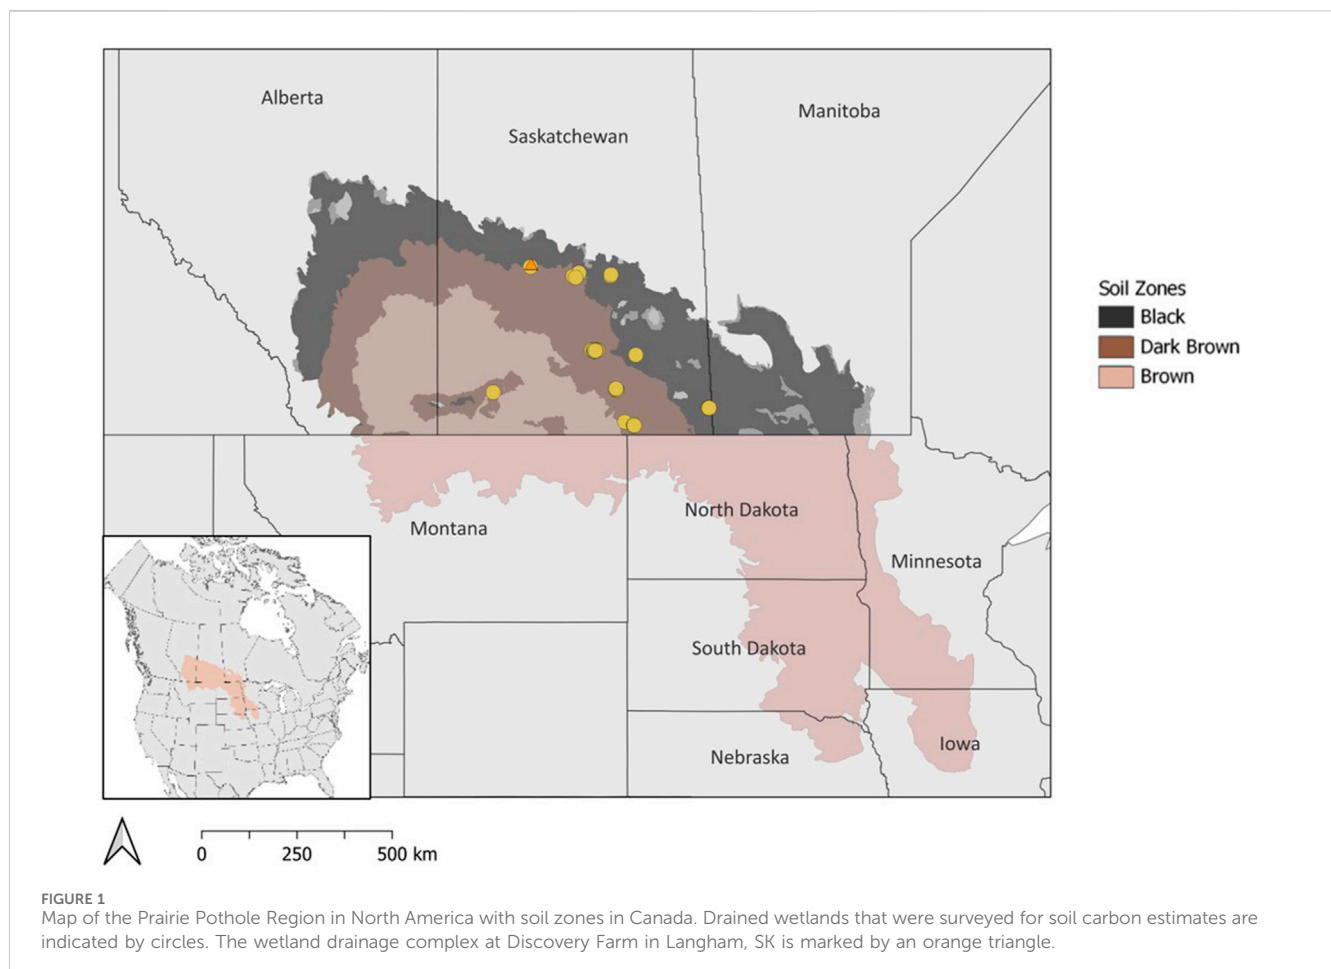 Alberta
Saskatchewan
Manitoba
Soil Zones
Black
Dark Brown
Brown
Montana
North Dakota
Minnesota
South Dakota
Nebraska
Iowa
0 250 500 km
FIGURE 1
Map of the Prairie Pothole Region in North America with soil zones in Canada. Drained wetlands that were surveyed for soil carbon estimates are
indicated by circles. The wetland drainage complex at Discovery Farm in Langham, SK is marked by an orange triangle.